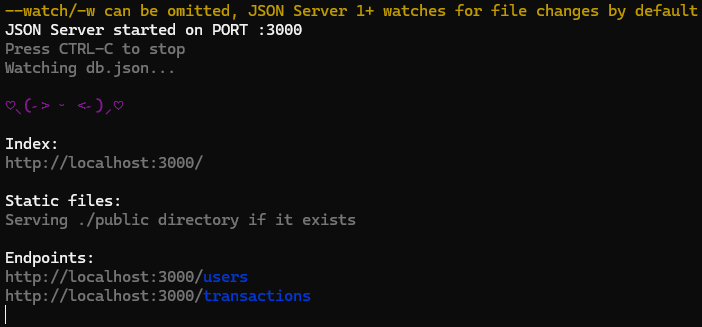 --watch/-w can be omitted, JSON Server 1+ watches for file changes by default
JSON Server started on PORT :3000
Press CTRL-C to stop
Watching db.json...
♡⸜(˶˃ ᵕ ˂˶)⸝♡
Index:
http://localhost:3000/
Static files:
Serving ./public directory if it exists
Endpoints:
http://localhost:3000/users
http://localhost:3000/transactions